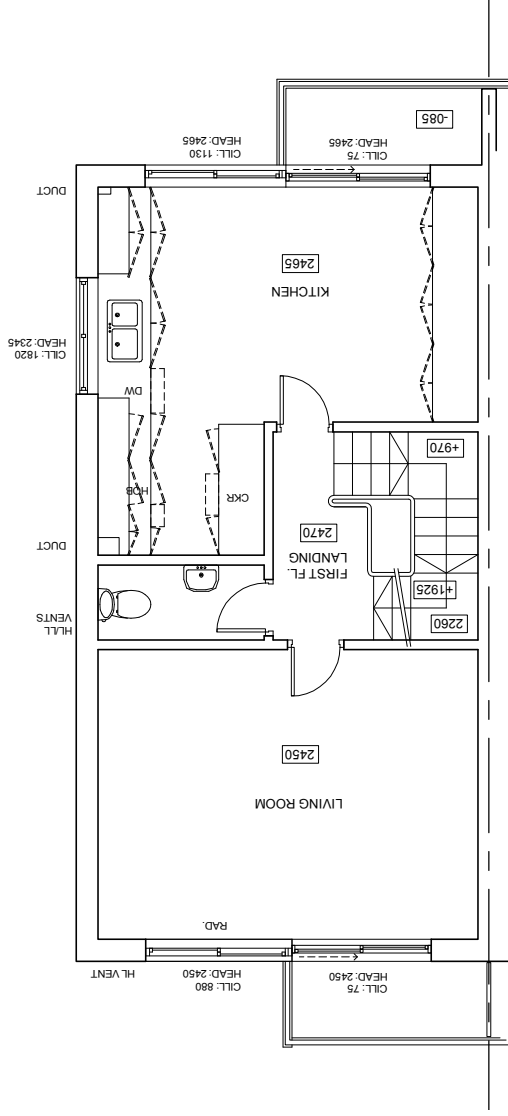 CILL: 75
HEAD: 2450
CILL: 880
HEAD: 2450
HL VENT
RAD.
LIVING ROOM
2450
2260
HL/LL
VENTS
+1925
FIRST FL.
LANDING
2470
DUCT
CKR
HOB
+970
DW
CILL: 1820
HEAD: 2345
KITCHEN
2465
DUCT
CILL: 75
HEAD: 2465
CILL: 1130
HEAD: 2465
-085